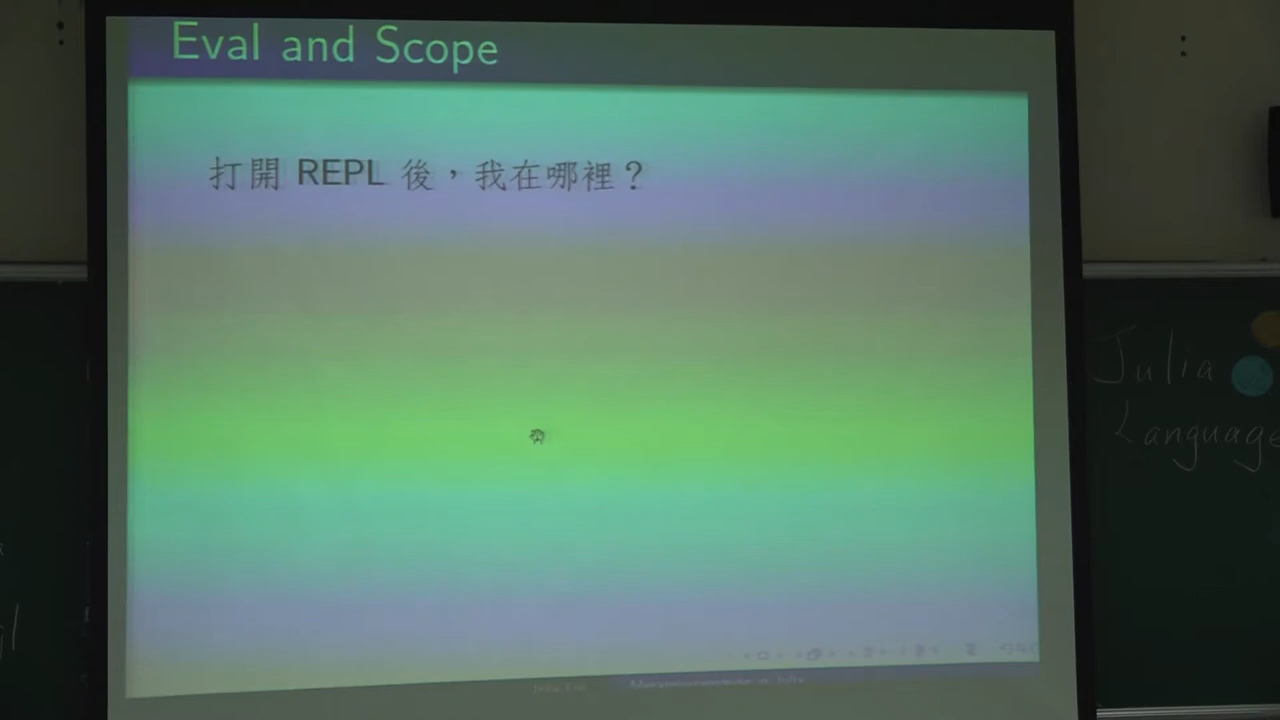 Eval and Scope
打開 REPL 後，我在哪裡？
Julia
Language